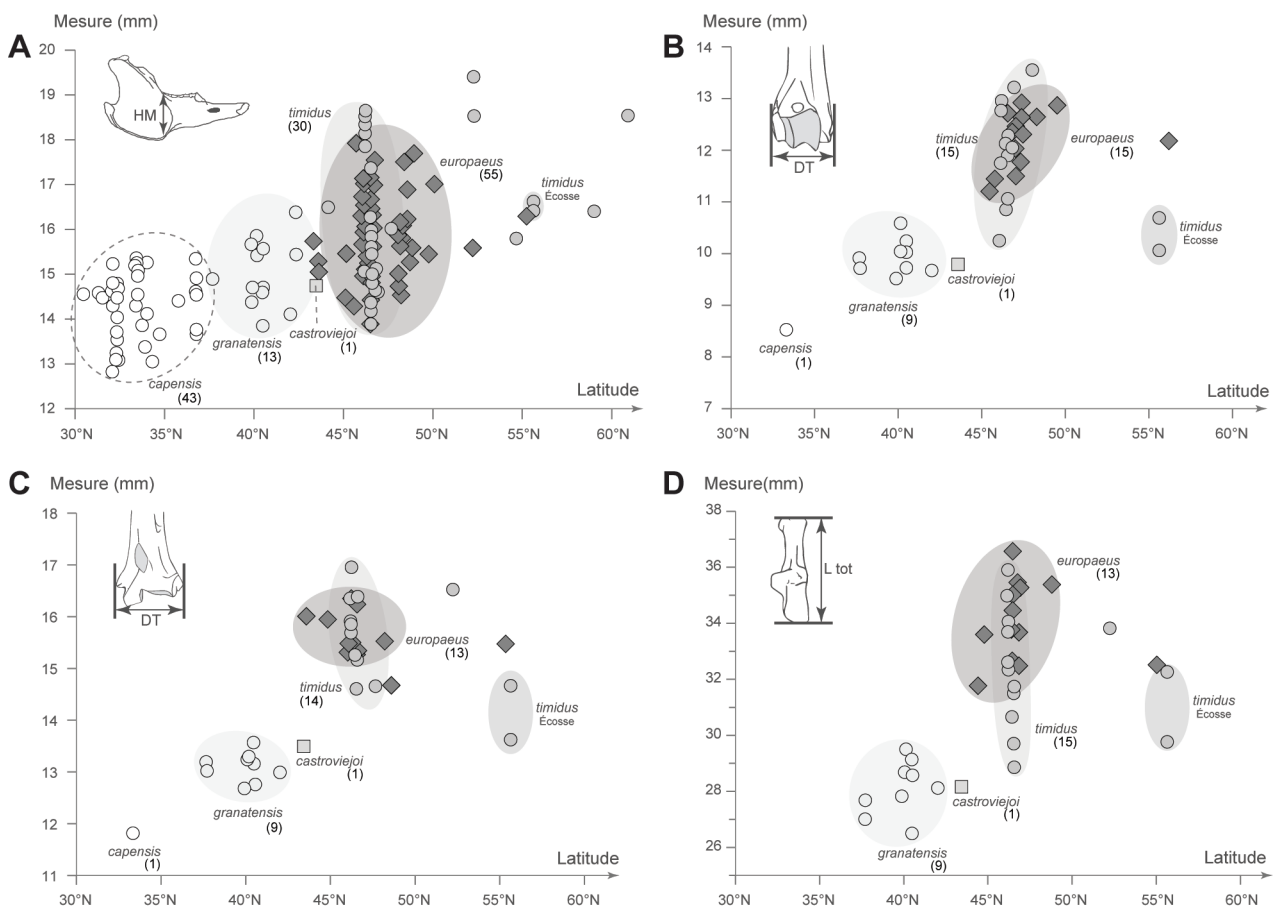 A
Mesure (mm)
20
19
18
17
16
15
14
13
12
HM
timidus
(30)
europaeus
(55)
timidus
Écosse
granatensis
(13)
castroviejoi
(1)
capensis
(43)
Latitude
30°N 35°N 40°N 45°N 50°N 55°N 60°N
B
Mesure (mm)
14
13
12
11
10
9
8
7
DT
timidus
(15)
europaeus
(15)
timidus
Écosse
castroviejoi
(1)
granatensis
(9)
capensis
(1)
Latitude
30°N 35°N 40°N 45°N 50°N 55°N 60°N
C
Mesure (mm)
18
17
16
15
14
13
12
11
DT
europaeus
(13)
timidus
(14)
timidus
Écosse
castroviejoi
(1)
granatensis
(9)
capensis
(1)
Latitude
30°N 35°N 40°N 45°N 50°N 55°N 60°N
D
Mesure(mm)
38
36
34
32
30
28
26
L tot
europaeus
(13)
timidus
Écosse
timidus
(15)
castroviejoi
(1)
granatensis
(9)
Latitude
30°N 35°N 40°N 45°N 50°N 55°N 60°N